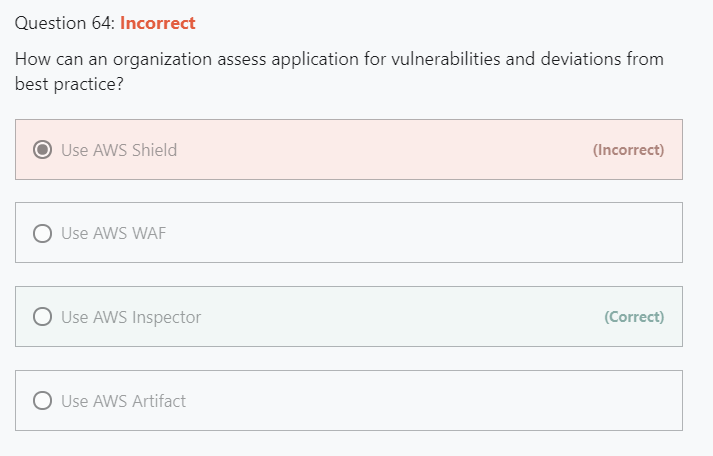 Question 64: Incorrect
How can an organization assess application for vulnerabilities and deviations from
best practice?
Use AWS Shield (Incorrect)
Use AWS WAF
Use AWS Inspector (Correct)
Use AWS Artifact